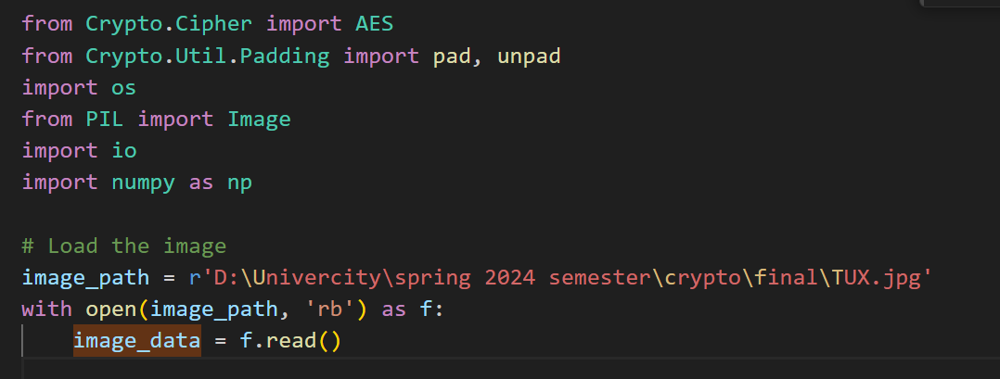 from Crypto.Cipher import AES
from Crypto.Util.Padding import pad, unpad
import os
from PIL import Image
import io
import numpy as np
# Load the image
image_path = r'D:\Univercity\spring 2024 semester\crypto\final\TUX.jpg'
with open(image_path, 'rb') as f:
    image_data = f.read()